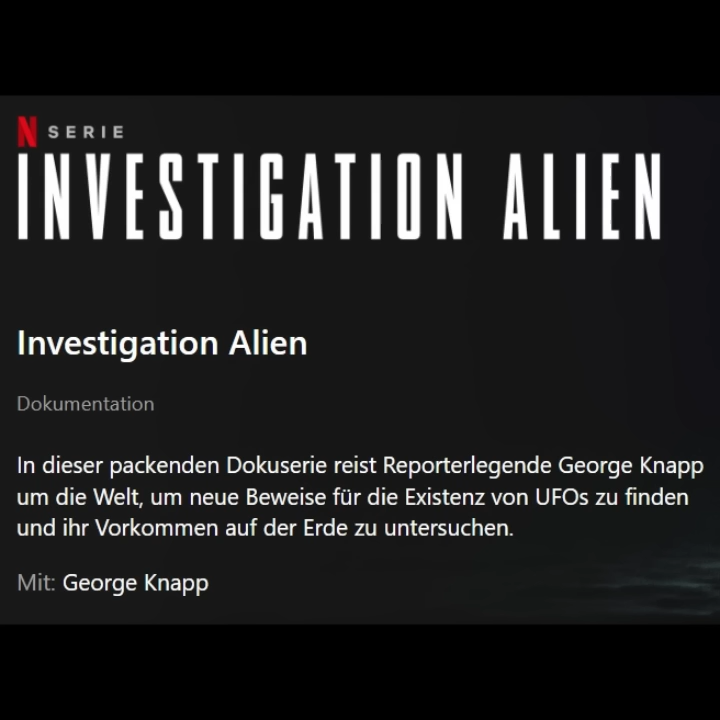 N SERIE
INVESTIGATION ALIEN
Investigation Alien
Dokumentation
In dieser packenden Dokuserie reist Reporterlegende George Knapp
um die Welt, um neue Beweise für die Existenz von UFOs zu finden
und ihr Vorkommen auf der Erde zu untersuchen.
Mit: George Knapp